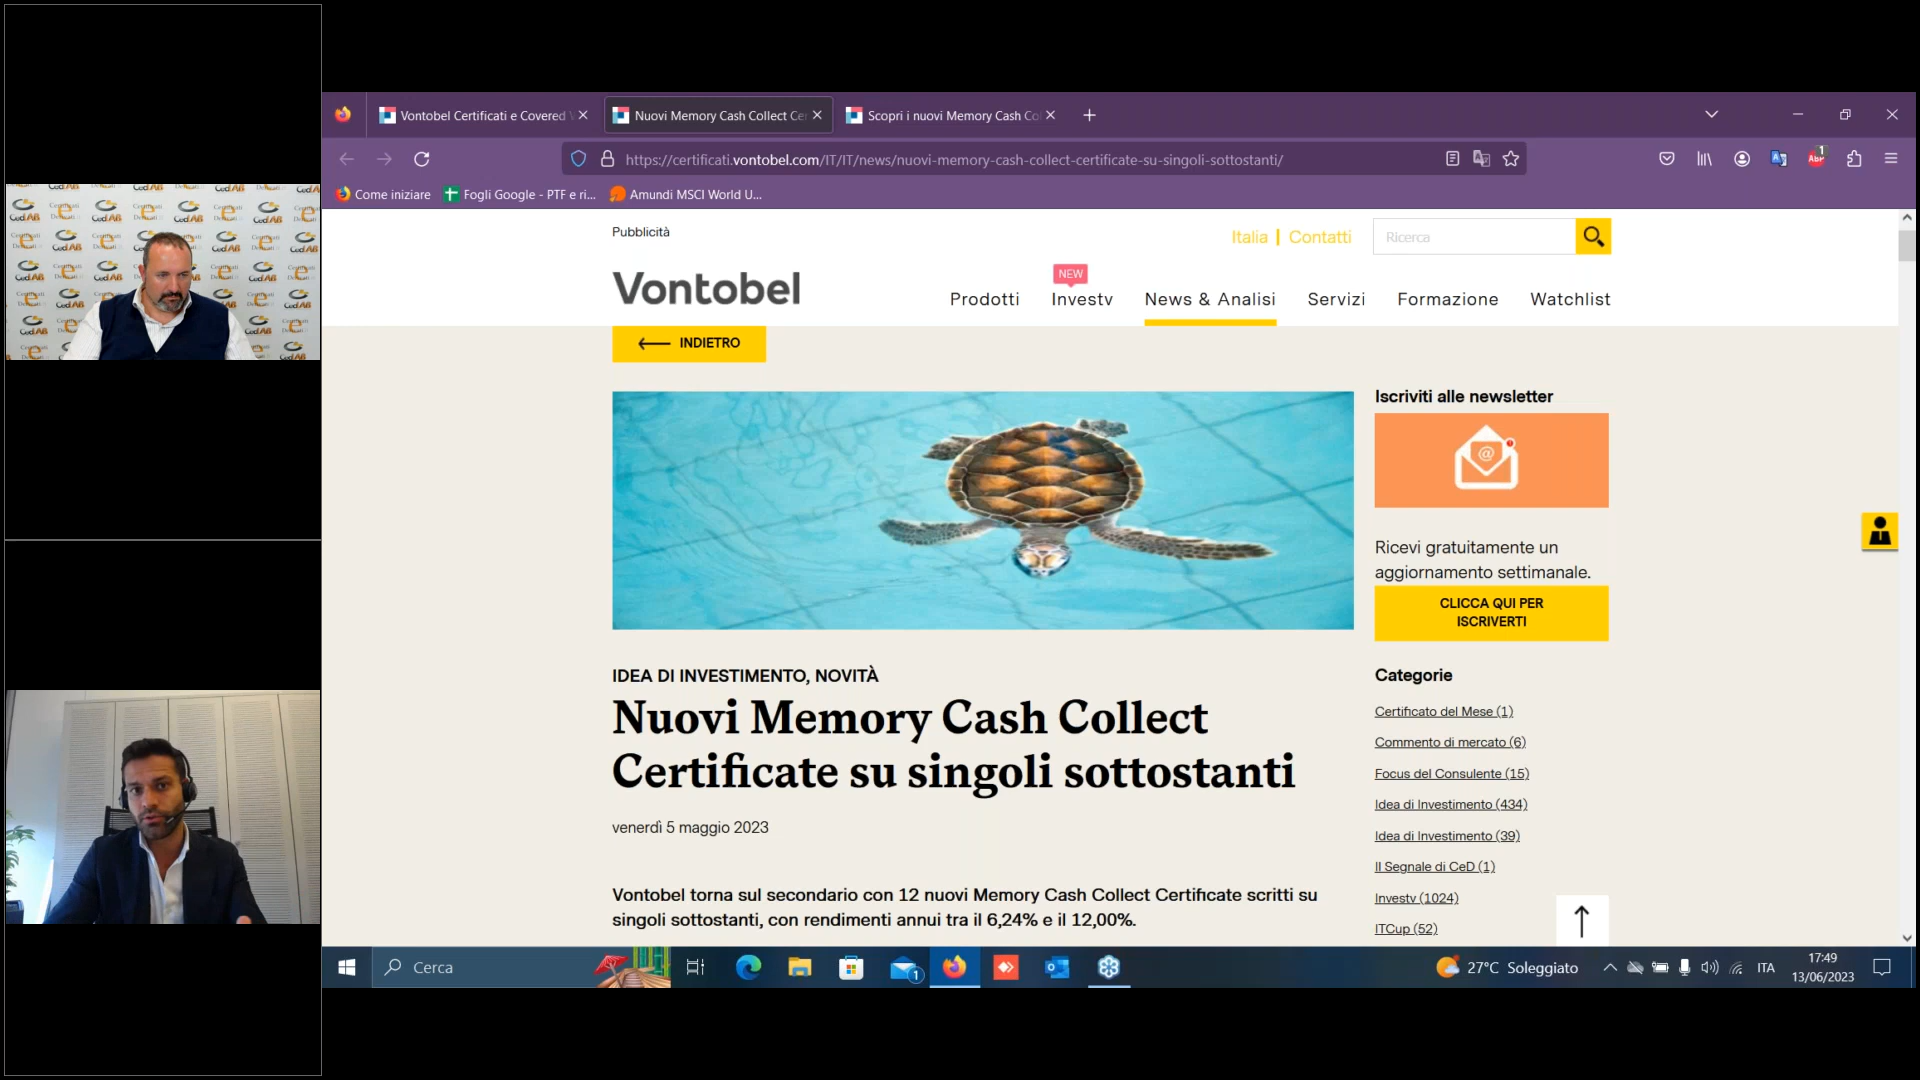 Vontobel Certificati e Covered
Nuovi Memory Cash Collect Ce
Scopri i nuovi Memory Cash Co
https://certificati.vontobel.com/IT/IT/news/nuovi-memory-cash-collect-certificate-su-singoli-sottostanti/
ABP
1
Come iniziare
Fogli Google - PTF e ri...
Amundi MSCI World U...
Pubblicità
Italia | Contatti
Ricerca
Vontobel
NEW
Prodotti
Investv
News & Analisi
Servizi
Formazione
Watchlist
INDIETRO
Iscriviti alle newsletter
@
Ricevi gratuitamente un
aggiornamento settimanale.
CLICCA QUI PER
ISCRIVERTI
IDEA DI INVESTIMENTO, NOVITÀ
Nuovi Memory Cash Collect
Certificate su singoli sottostanti
venerdì 5 maggio 2023
Vontobel torna sul secondario con 12 nuovi Memory Cash Collect Certificate scritti su
singoli sottostanti, con rendimenti annui tra il 6,24% e il 12,00%.
Categorie
Certificato del Mese (1)
Commento di mercato (6)
Focus del Consulente (15)
Idea di Investimento (434)
Idea di Investimento (39)
Il Segnale di CeD (1)
Investv (1024)
ITCup (52)
Cerca
1
27°C Soleggiato
ITA
17:49
13/06/2023
CedAB